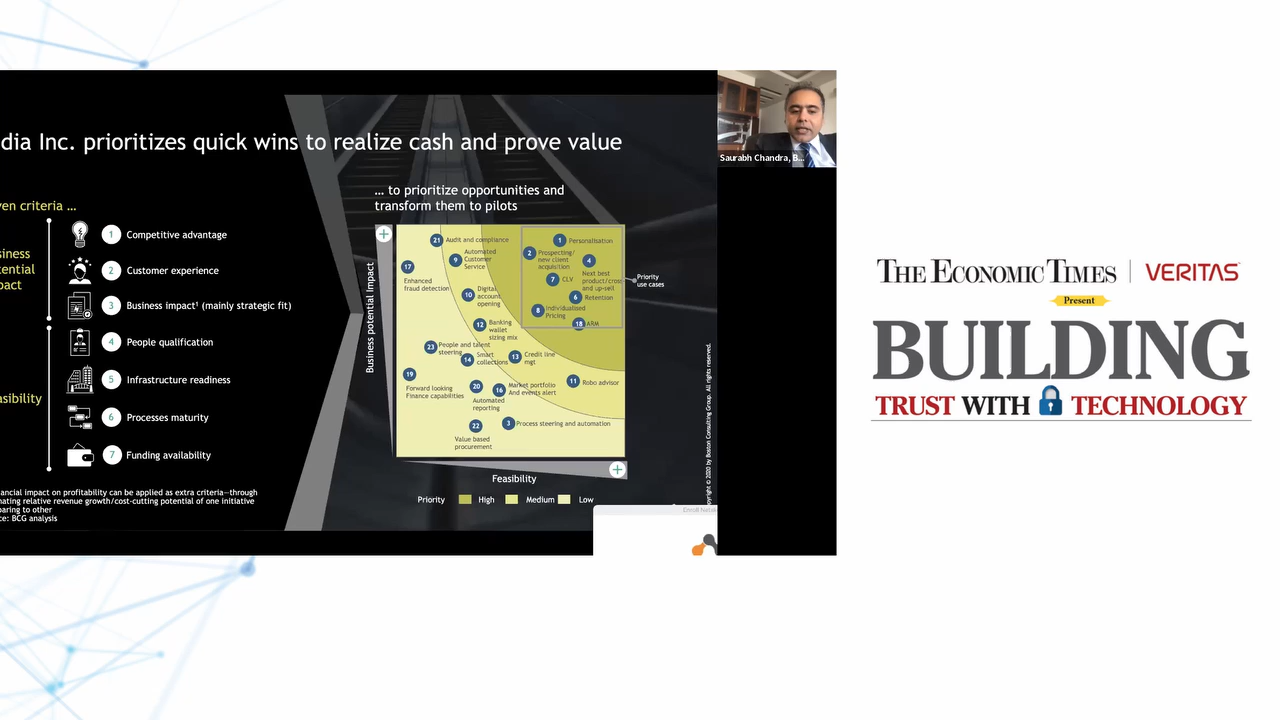 dia Inc. prioritizes quick wins to realize cash and prove value
ven criteria ...
siness
tential
pact
asibility
1 Competitive advantage
2 Customer experience
3 Business impact¹ (mainly strategic fit)
4 People qualification
5 Infrastructure readiness
6 Processes maturity
7 Funding availability
ancial impact on profitability can be applied as extra criteria—through
nating relative revenue growth/cost-cutting potential of one initiative
paring to other
ce: BCG analysis
... to prioritize opportunities and
transform them to pilots
Business potential impact
21 Audit and compliance
17
Enhanced
fraud detection
9 Automated
Customer
Service
10 Digital
account
opening
12 Banking
wallet
sizing mix
23 People and talent
steering
14 Smart
collections
13 Credit line
mgt
19
Forward looking
Finance capabilities
20
Automated
reporting
16 Market portfolio
And events alert
11 Robo advisor
22
Value based
procurement
3 Process steering and automation
1 Personalisation
2 Prospecting/
new client
acquisition
4
Next best
product/cross
and up-sell
7 CLV
6 Retention
8 Individualised
Pricing
18 ARM
Priority
use cases
Feasibility
Priority High Medium Low
opyright © 2020 by Boston Consulting Group. All rights reserved.
Saurabh Chandra, B...
THE ECONOMIC TIMES | VERITAS
Present
BUILDING
TRUST WITH TECHNOLOGY